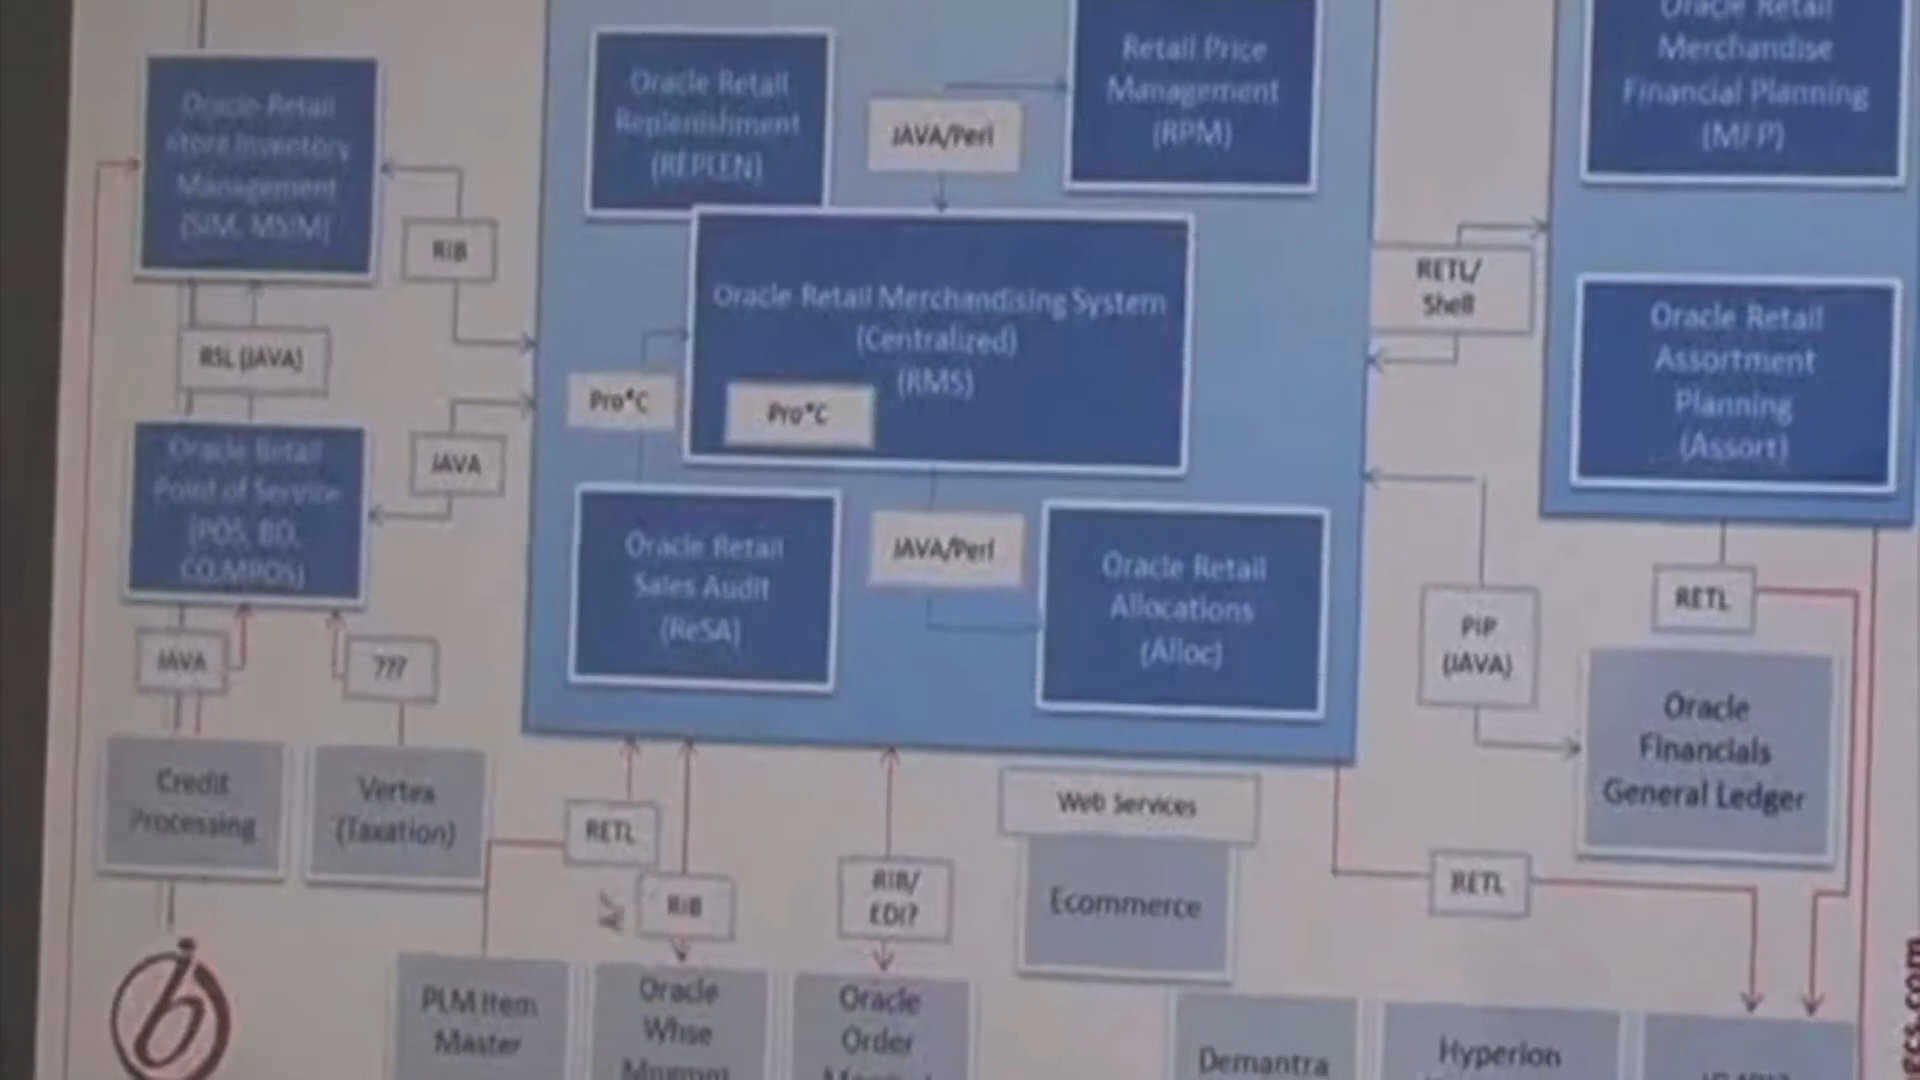 Oracle Retail
Store Inventory
Management
(SIM, MSIM)
RIB
RSL (JAVA)
Oracle Retail
Point of Service
(POS, BO,
CO,MPOS)
JAVA
JAVA
???
Credit
Processing
Vertex
(Taxation)
Oracle Retail
Replenishment
(REPLEN)
JAVA/Perl
Retail Price
Management
(RPM)
Oracle Retail Merchandising System
(Centralized)
(RMS)
Pro*C
Pro*C
Oracle Retail
Sales Audit
(ReSA)
JAVA/Perl
Oracle Retail
Allocations
(Alloc)
RETL/
Shell
Oracle Retail
Merchandise
Financial Planning
(MFP)
Oracle Retail
Assortment
Planning
(Assort)
PIP
(JAVA)
RETL
Oracle
Financials
General Ledger
RETL
RIB
RIB/
EDI?
Web Services
Ecommerce
RETL
PLM Item
Master
Oracle
Whse
Oracle
Order
Demantra
Hyperion